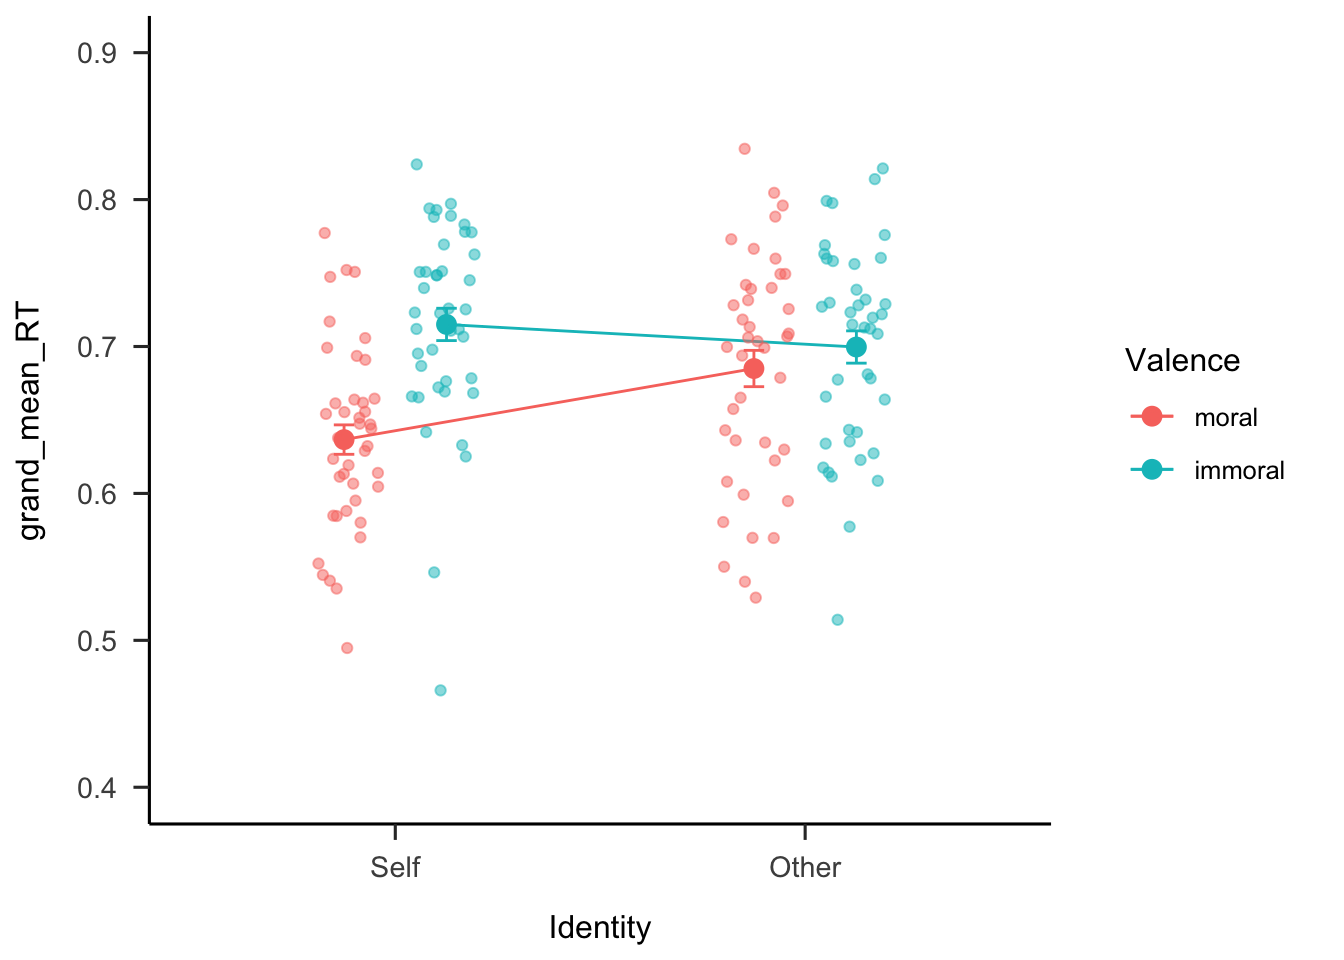 grand_mean_RT
0.9
0.8
0.7
0.6
0.5
0.4
Self
Other
Identity
Valence
moral
immoral